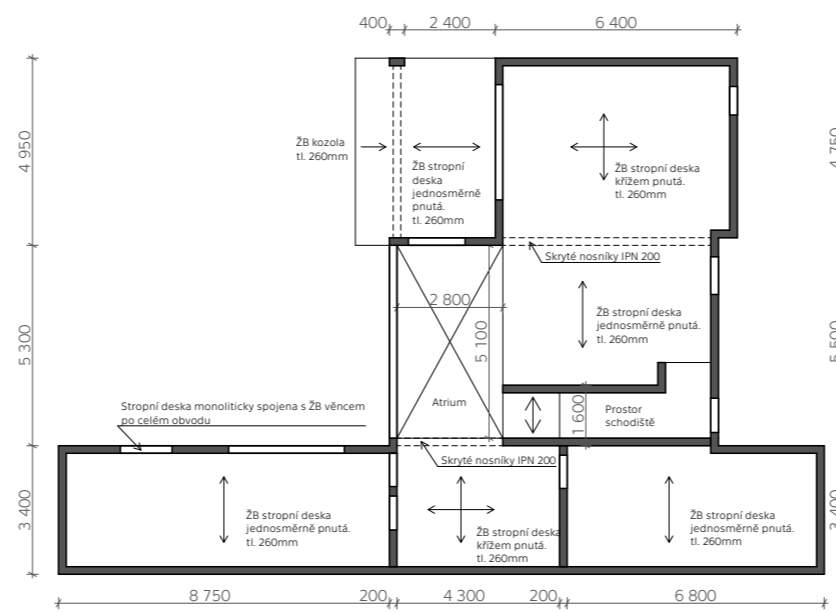 400
2 400
6 400
4 950
4 750
ŽB kozola
tl. 260mm
ŽB stropní
deska
jednosměrně
pnutá.
tl. 260mm
ŽB stropní deska
křížem pnutá.
tl. 260mm
Skryté nosníky IPN 200
5 300
5 500
2 800
5 100
ŽB stropní deska
jednosměrně pnutá.
tl. 260mm
Atrium
1 600
Prostor
schodiště
Stropní deska monoliticky spojena s ŽB věncem
po celém obvodu
Skryté nosníky IPN 200
3 400
3 400
ŽB stropní deska
jednosměrně pnutá.
tl. 260mm
ŽB stropní deska
křížem pnutá.
tl. 260mm
ŽB stropní deska
jednosměrně pnutá.
tl. 260mm
8 750
200
4 300
200
6 800